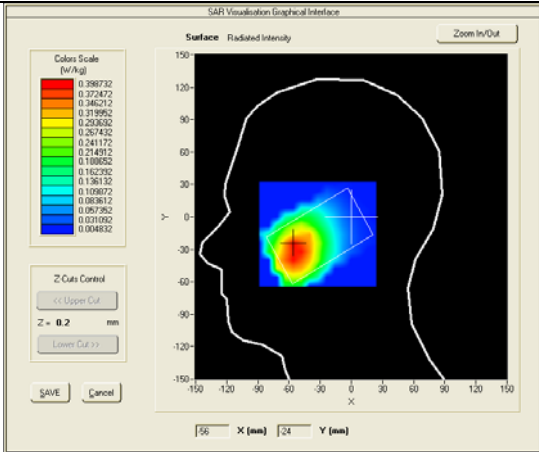 SAR Visualisation Graphical Interface
Surface Radiated Intensity
Zoom In/Out
Colors Scale
(W/kg)
0.398732
0.372472
0.346212
0.319952
0.293692
0.267432
0.241172
0.214912
0.188652
0.162392
0.136132
0.109872
0.083612
0.057352
0.031092
0.004832
Z-Cuts Control
<< Upper Cut
Z = 0.2 mm
Lower Cut >>
SAVE Cancel
150
120
90
60
30
0
-30
-60
-90
-120
-150
Y
-150 -120 -90 -60 -30 0 30 60 90 120 150
X
-56 X (mm) -24 Y (mm)